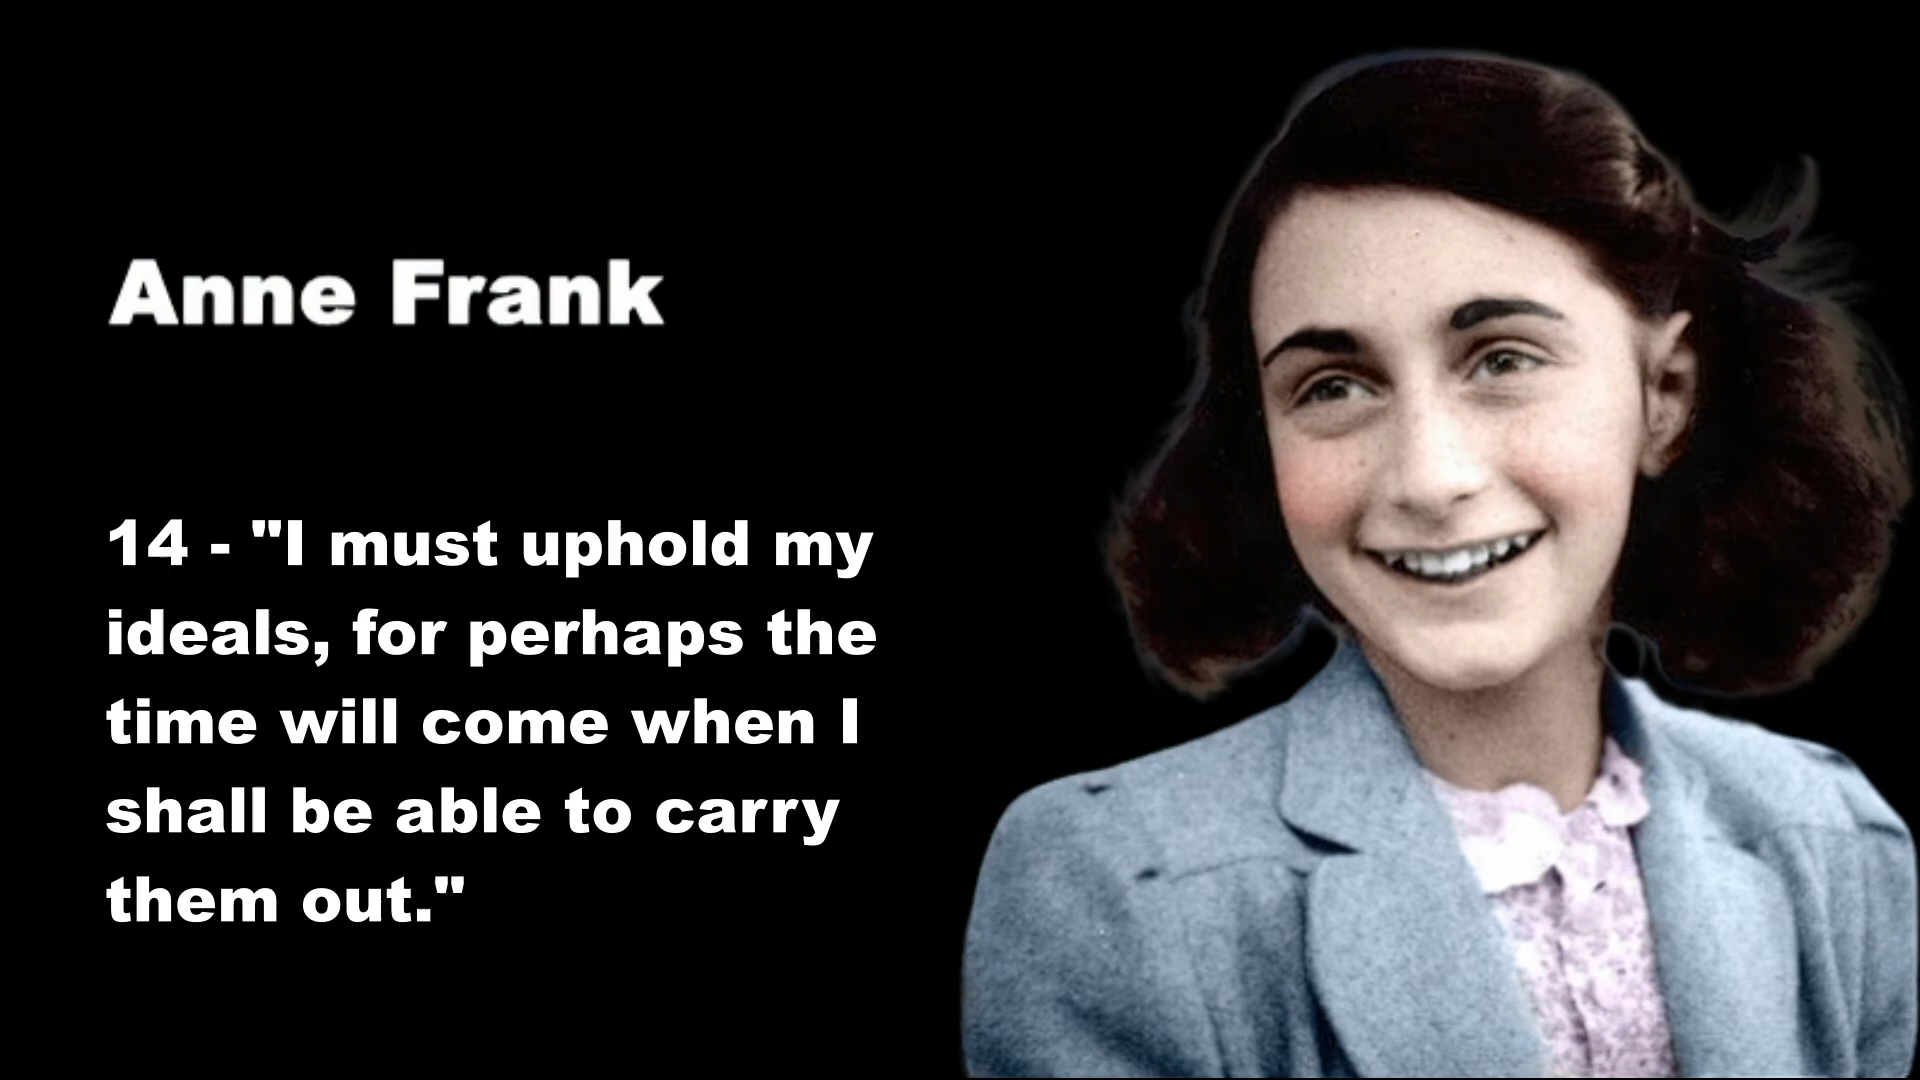 Anne Frank
14 - "I must uphold my
ideals, for perhaps the
time will come when I
shall be able to carry
them out."